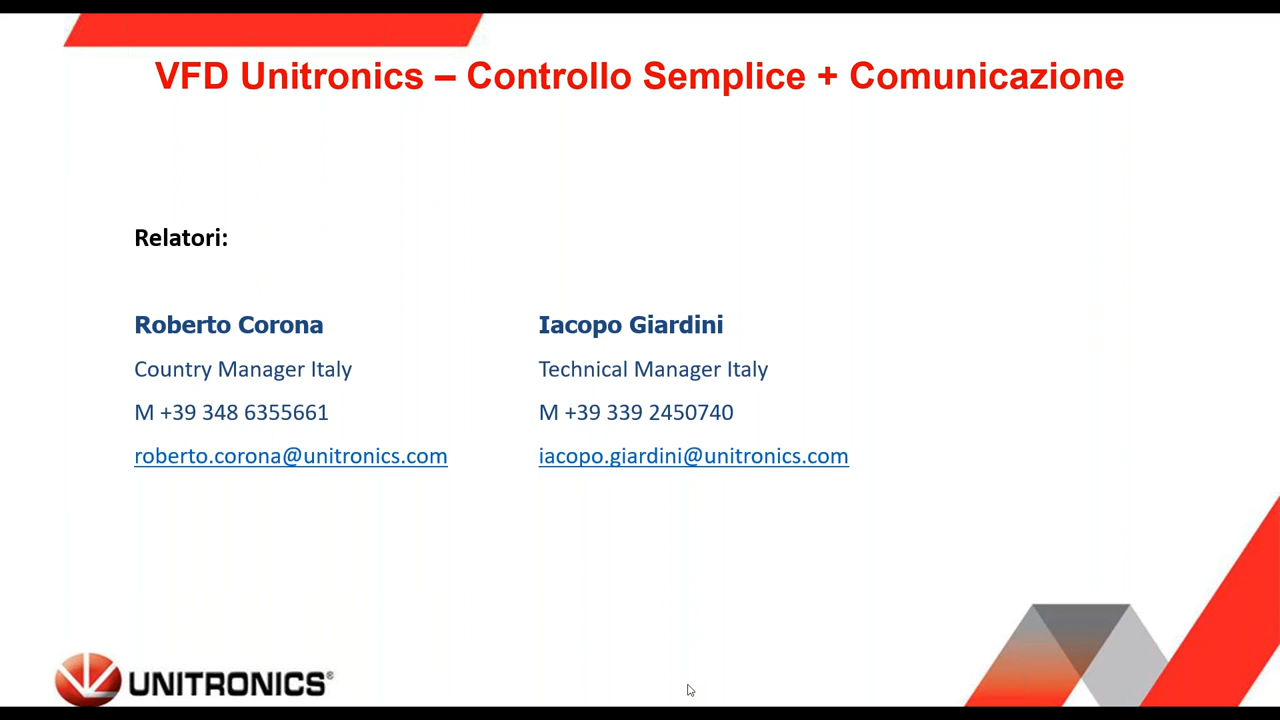 VFD Unitronics – Controllo Semplice + Comunicazione
Relatori:
Roberto Corona
Country Manager Italy
M +39 348 6355661
roberto.corona@unitronics.com
Iacopo Giardini
Technical Manager Italy
M +39 339 2450740
iacopo.giardini@unitronics.com
UNITRONICS®